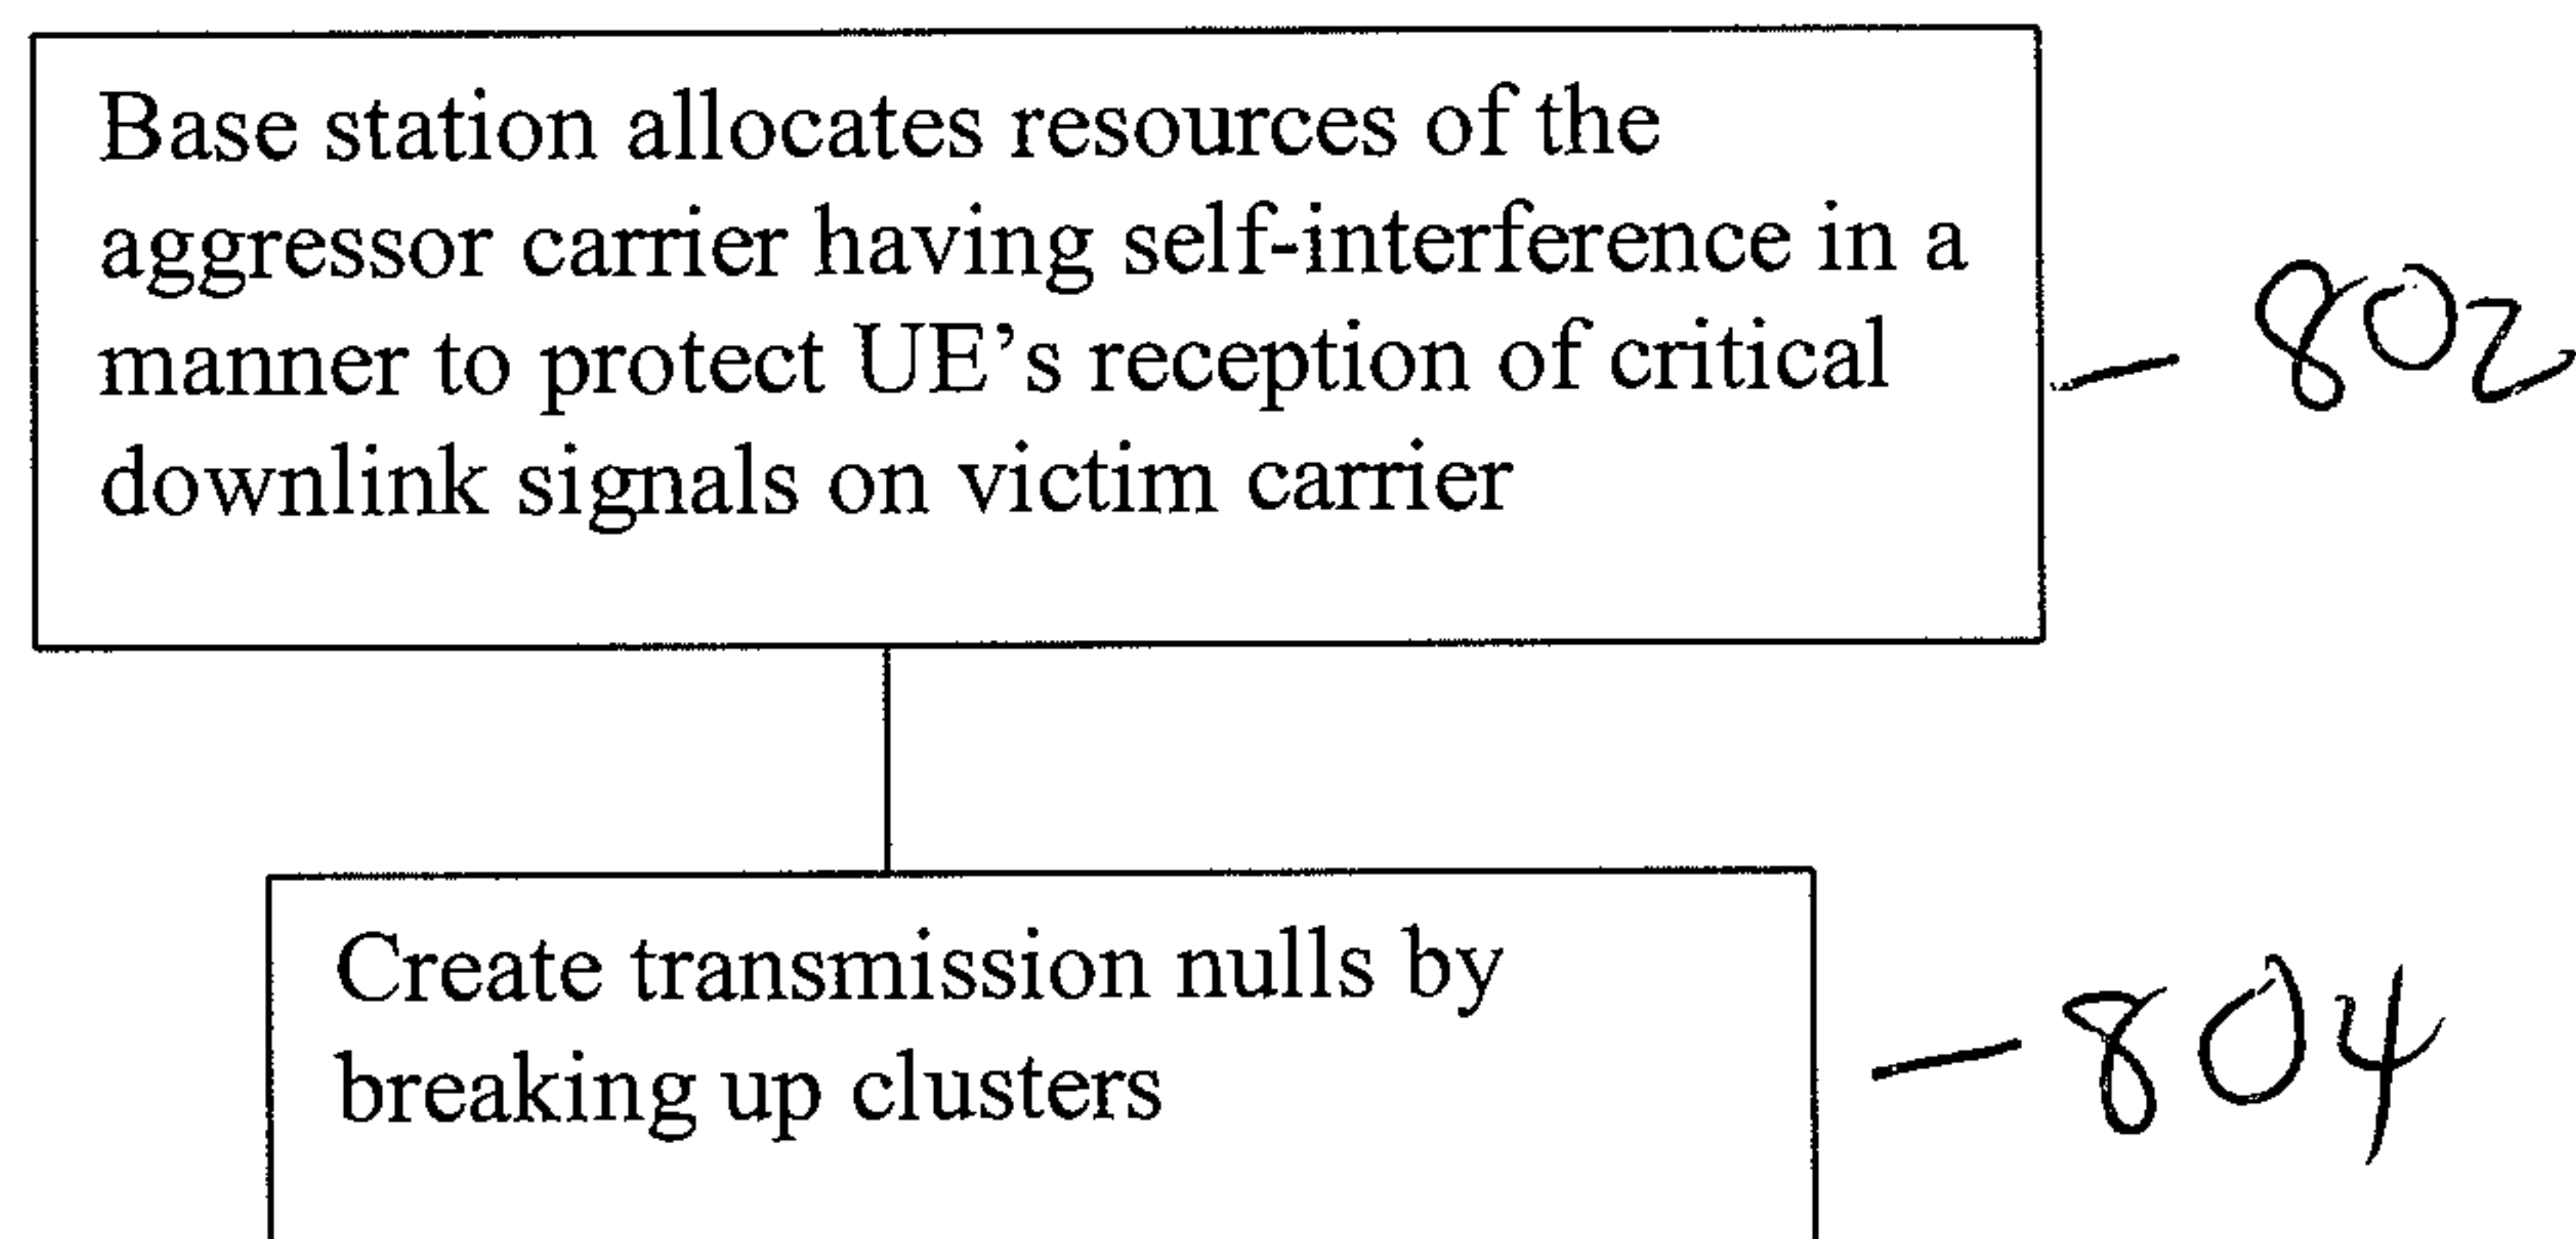 Base station allocates resources of the
aggressor carrier having self-interference in a
manner to protect UE's reception of critical
downlink signals on victim carrier
802
Create transmission nulls by
breaking up clusters
804